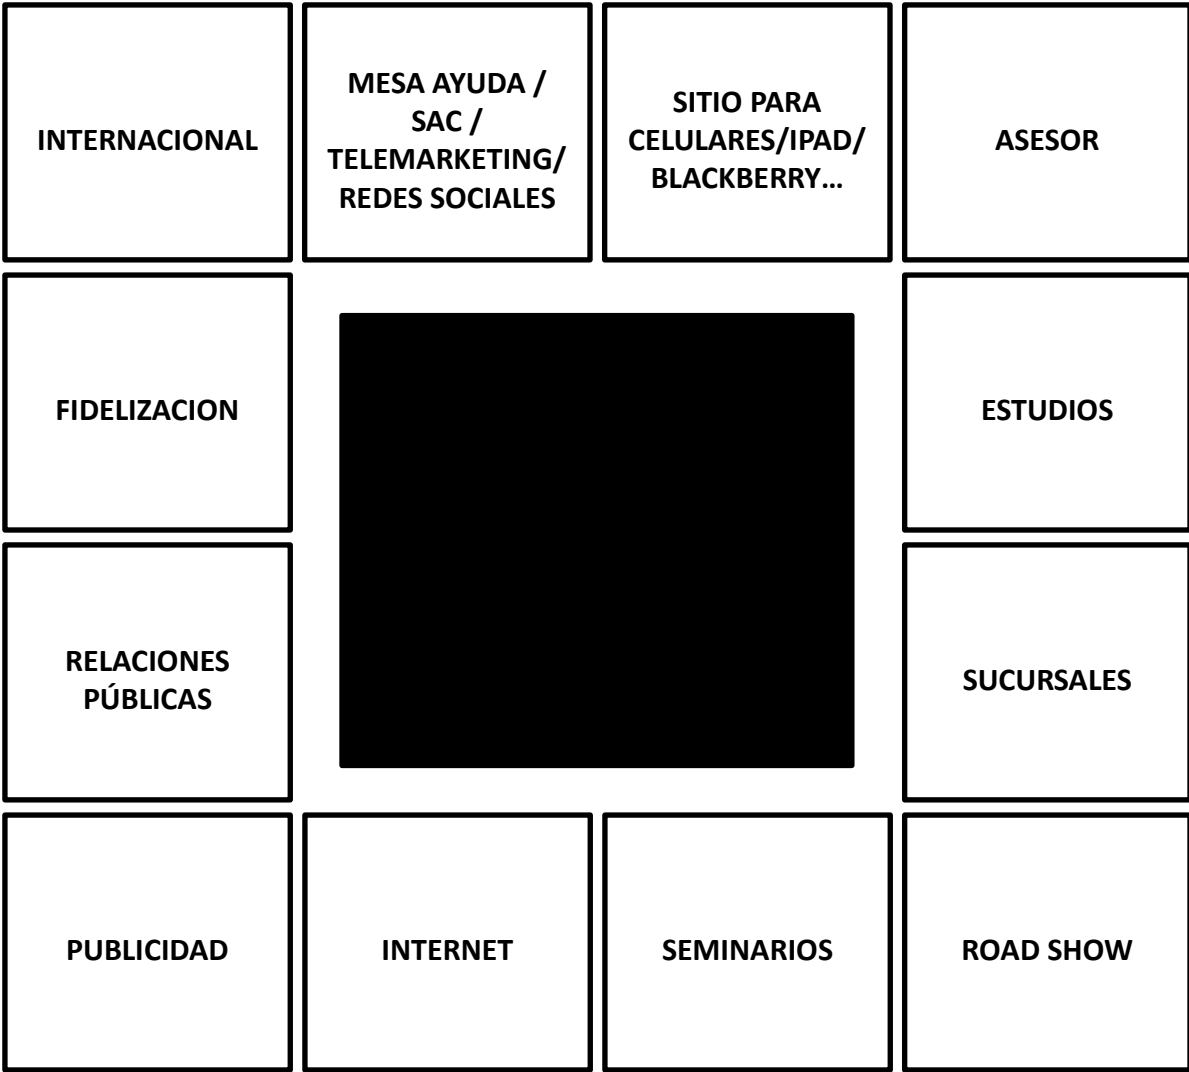 INTERNACIONAL
MESA AYUDA /
SAC /
TELEMARKETING/
REDES SOCIALES
SITIO PARA
CELULARES/IPAD/
BLACKBERRY...
ASESOR
FIDELIZACION
ESTUDIOS
RELACIONES
PÚBLICAS
SUCURSALES
PUBLICIDAD
INTERNET
SEMINARIOS
ROAD SHOW